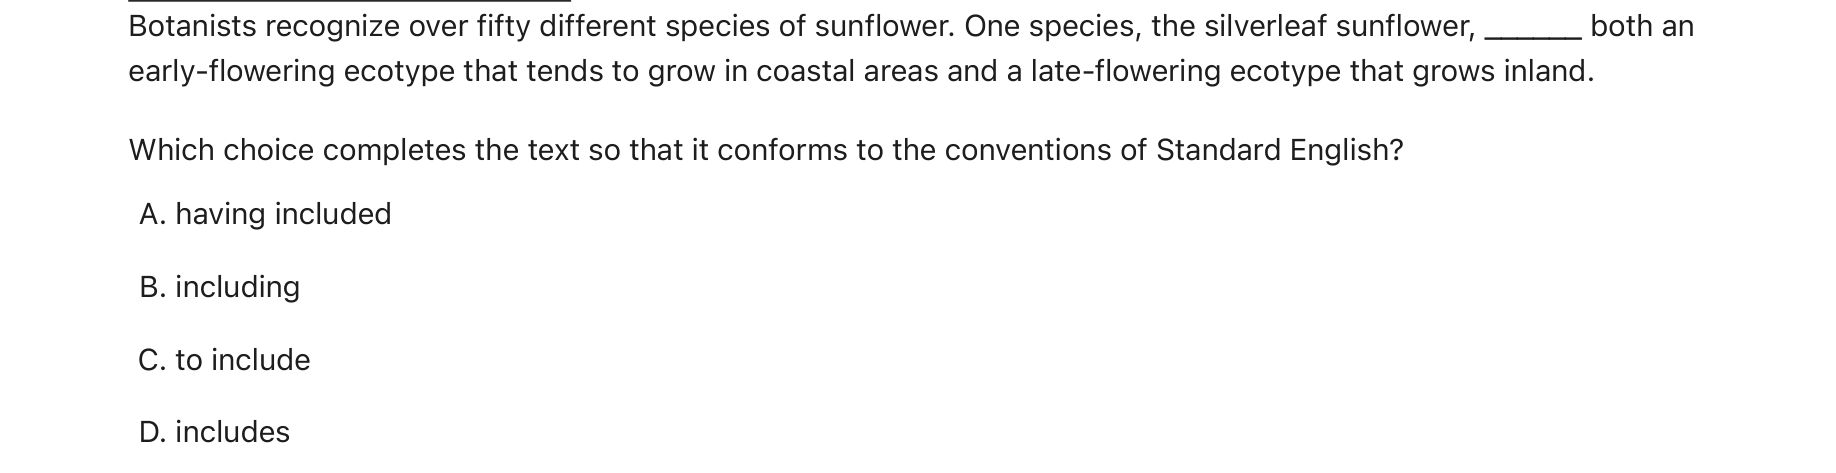 Botanists recognize over fifty different species of sunflower. One species, the silverleaf sunflower, ______ both an
early-flowering ecotype that tends to grow in coastal areas and a late-flowering ecotype that grows inland.
Which choice completes the text so that it conforms to the conventions of Standard English?
A. having included
B. including
C. to include
D. includes